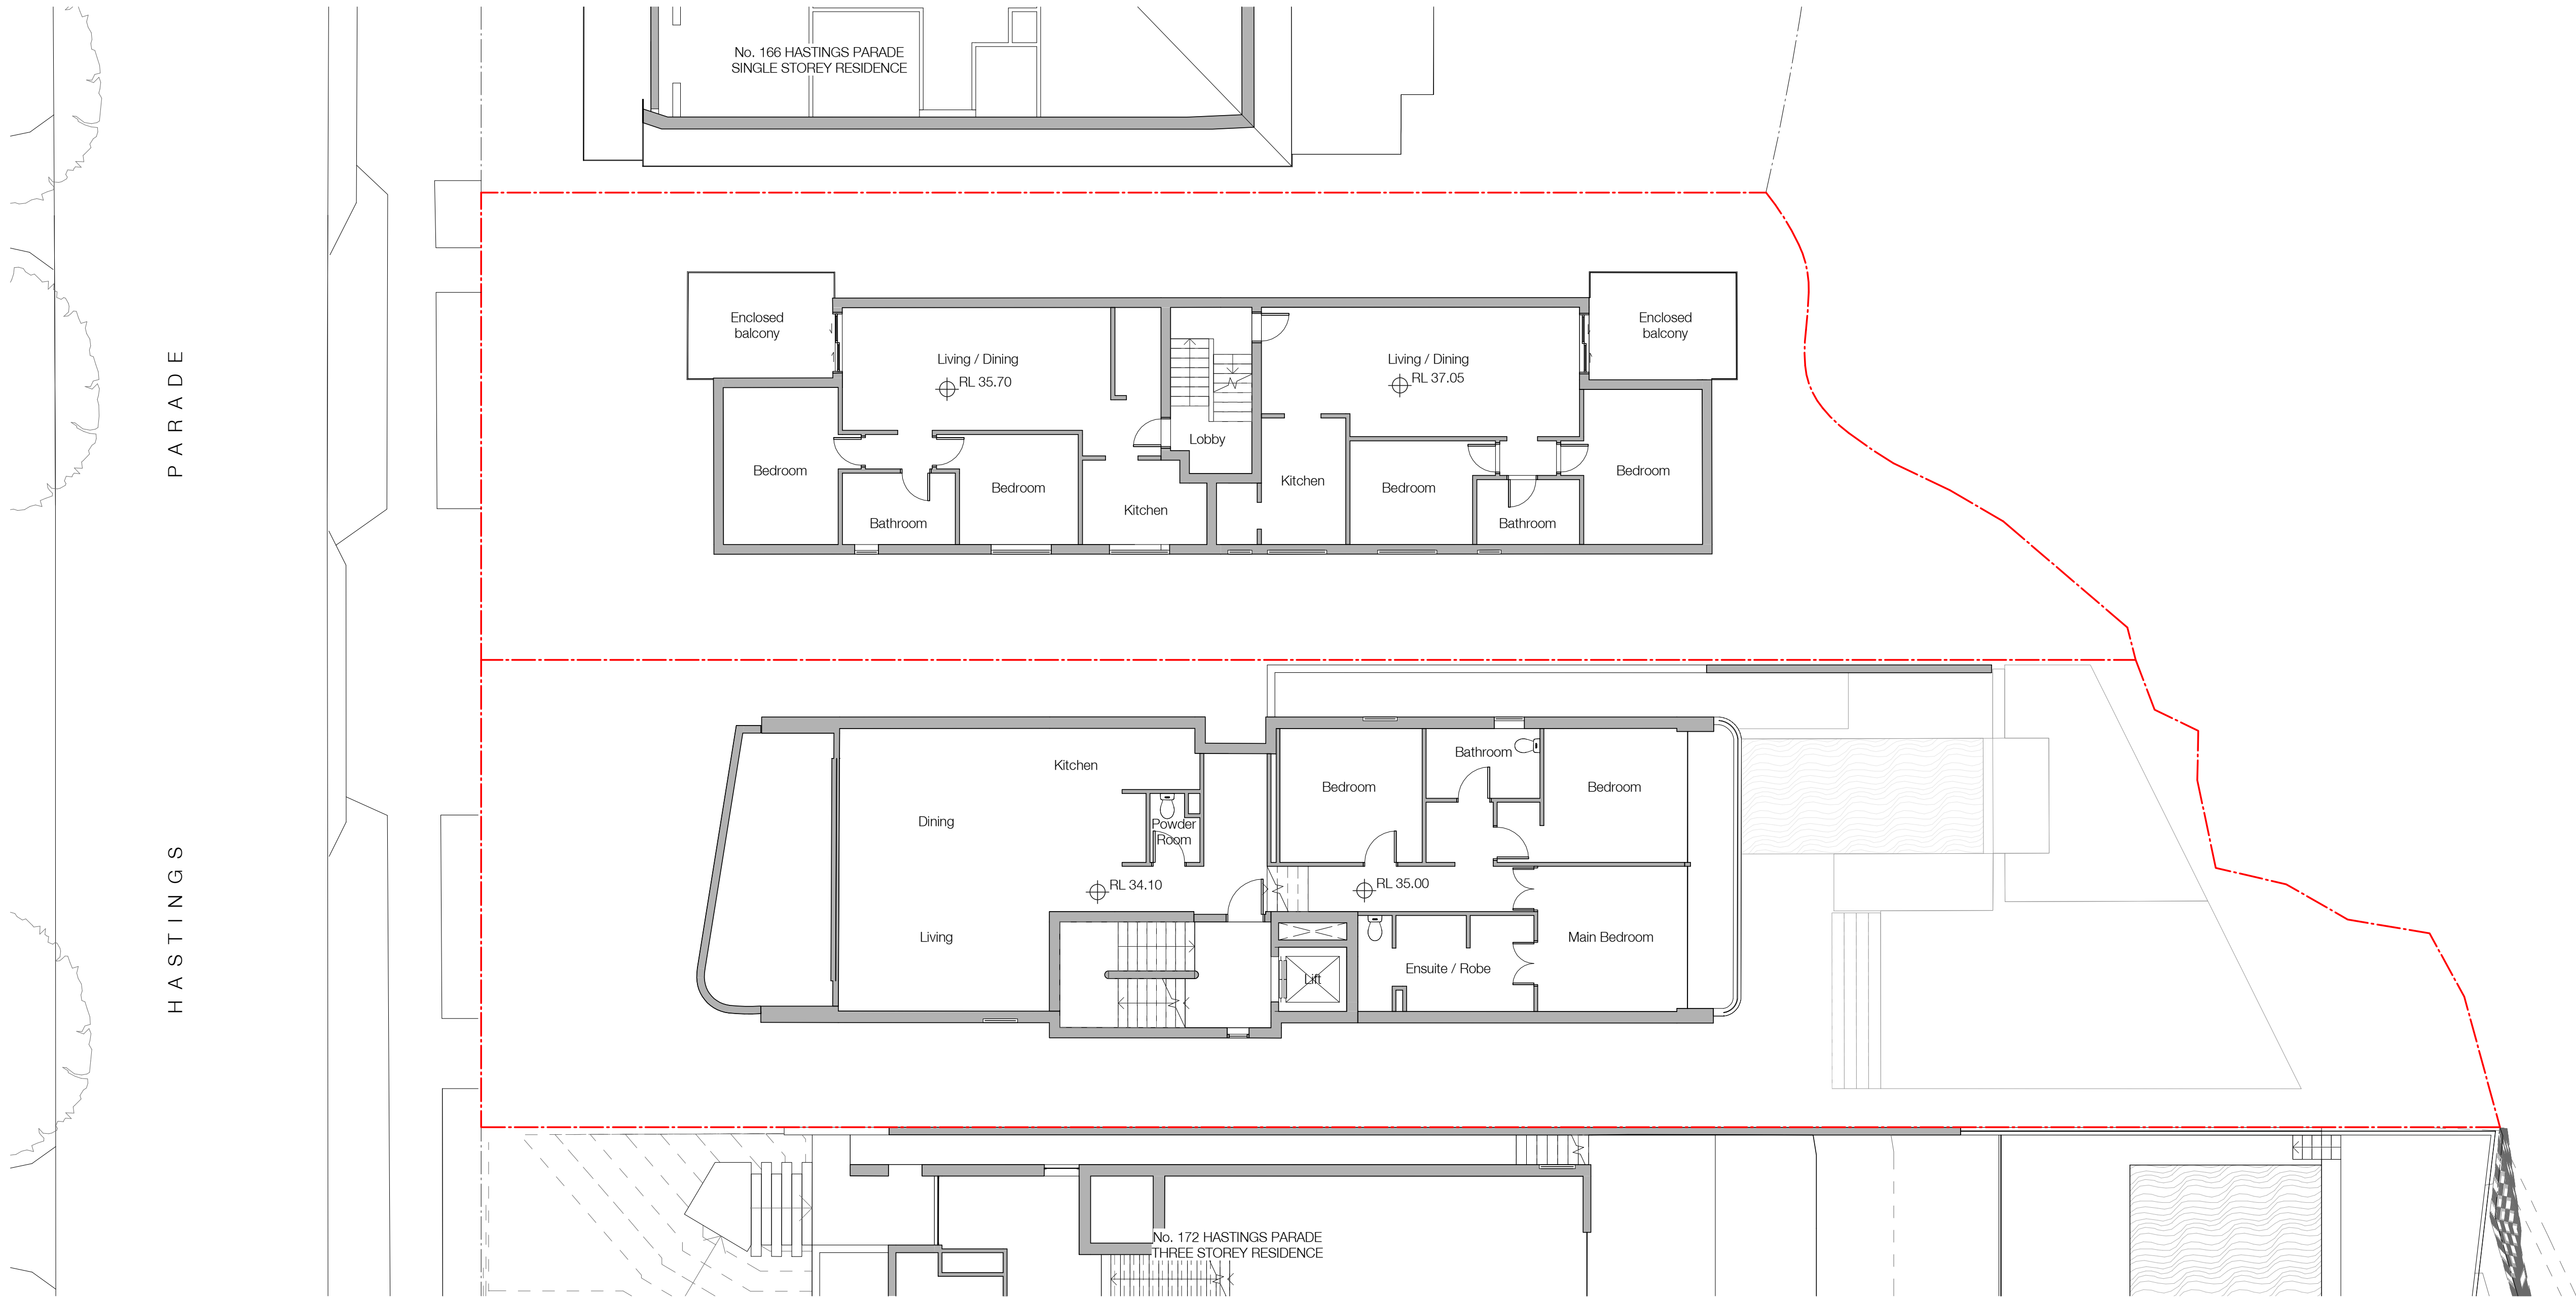 No. 166 HASTINGS PARADE
SINGLE STOREY RESIDENCE
Enclosed
balcony
Living / Dining
RL 35.70
Lobby
Living / Dining
RL 37.05
Enclosed
balcony
Bedroom
Bathroom
Bedroom
Kitchen
Kitchen
Bedroom
Bathroom
Bedroom
HASTINGS PARADE
Kitchen
Dining
Powder
Room
RL 34.10
Living
Bedroom
Bathroom
Bedroom
RL 35.00
Lift
Ensuite / Robe
Main Bedroom
No. 172 HASTINGS PARADE
THREE STOREY RESIDENCE